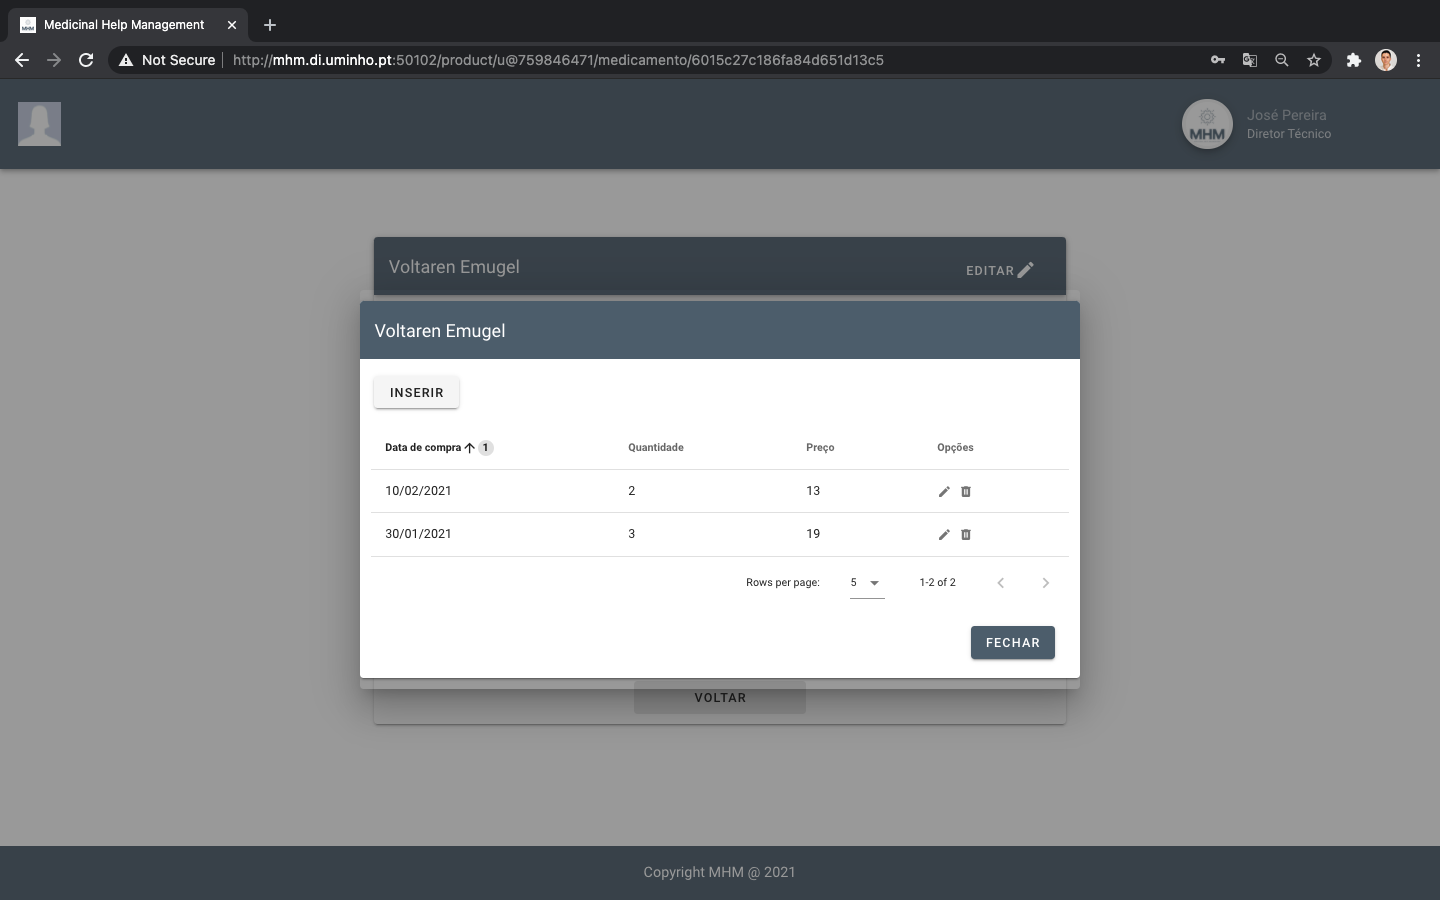 Medicinal Help Management
Not Secure | http://mhm.di.uminho.pt:50102/product/u@759846471/medicamento/6015c27c186fa84d651d13c5
MHM
José Pereira
Diretor Técnico
Voltaren Emugel
EDITAR
Voltaren Emugel
INSERIR
Data de compra 1 Quantidade Preço Opções
10/02/2021 2 13
30/01/2021 3 19
Rows per page: 5 1-2 of 2
FECHAR
VOLTAR
Copyright MHM @ 2021